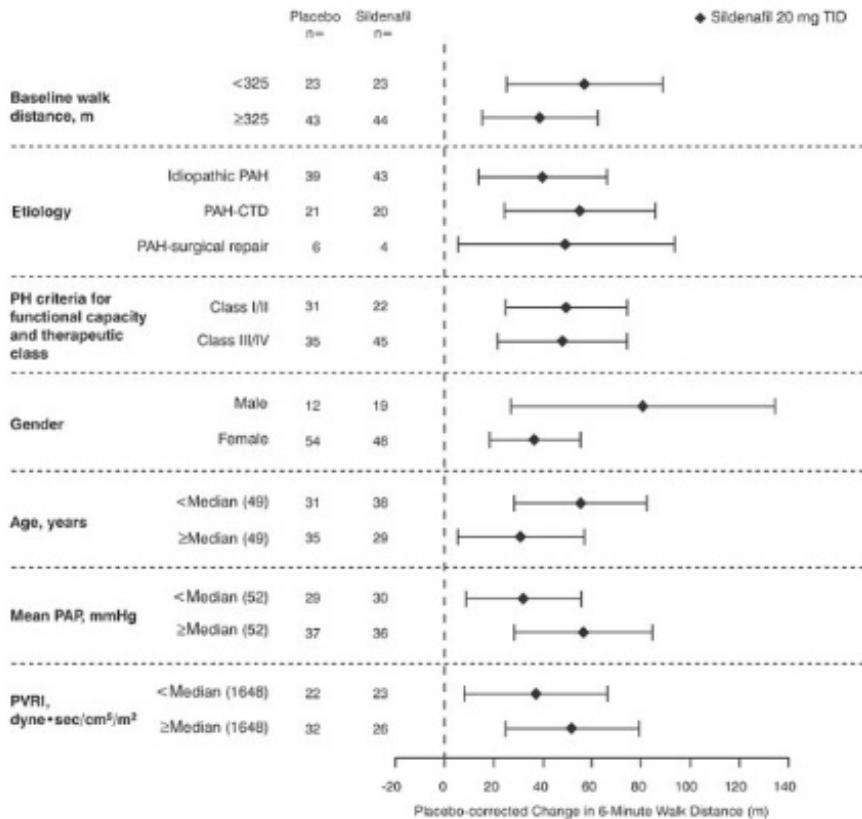 Placebo n= Sildenafil n= ◆ Sildenafil 20 mg TID
Baseline walk distance, m
<325 23 23
≥325 43 44
Etiology
Idiopathic PAH 39 43
PAH-CTD 21 20
PAH-surgical repair 6 4
PH criteria for functional capacity and therapeutic class
Class I/II 31 22
Class III/IV 35 45
Gender
Male 12 19
Female 54 48
Age, years
<Median (49) 31 38
≥Median (49) 35 29
Mean PAP, mmHg
<Median (52) 29 30
≥Median (52) 37 36
PVRI, dyne•sec/cm⁵/m²
<Median (1648) 22 23
≥Median (1648) 32 26
-20 0 20 40 60 80 100 120 140
Placebo-corrected Change in 6-Minute Walk Distance (m)